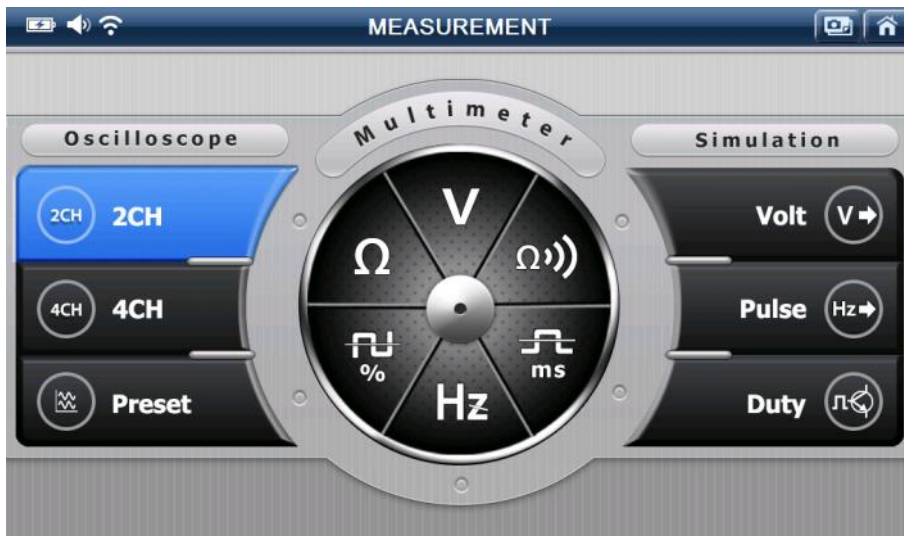 MEASUREMENT
Multimeter
Oscilloscope
Simulation
2CH 2CH
4CH 4CH
Preset
V
Ω
Ω
%
ms
Hz
Volt V
Pulse Hz
Duty